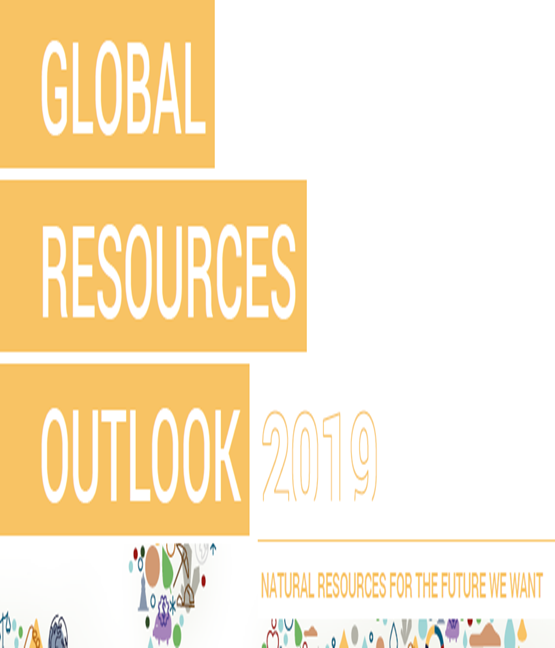 GLOBAL
RESOURCES
OUTLOOK 2019
NATURAL RESOURCES FOR THE FUTURE WE WANT